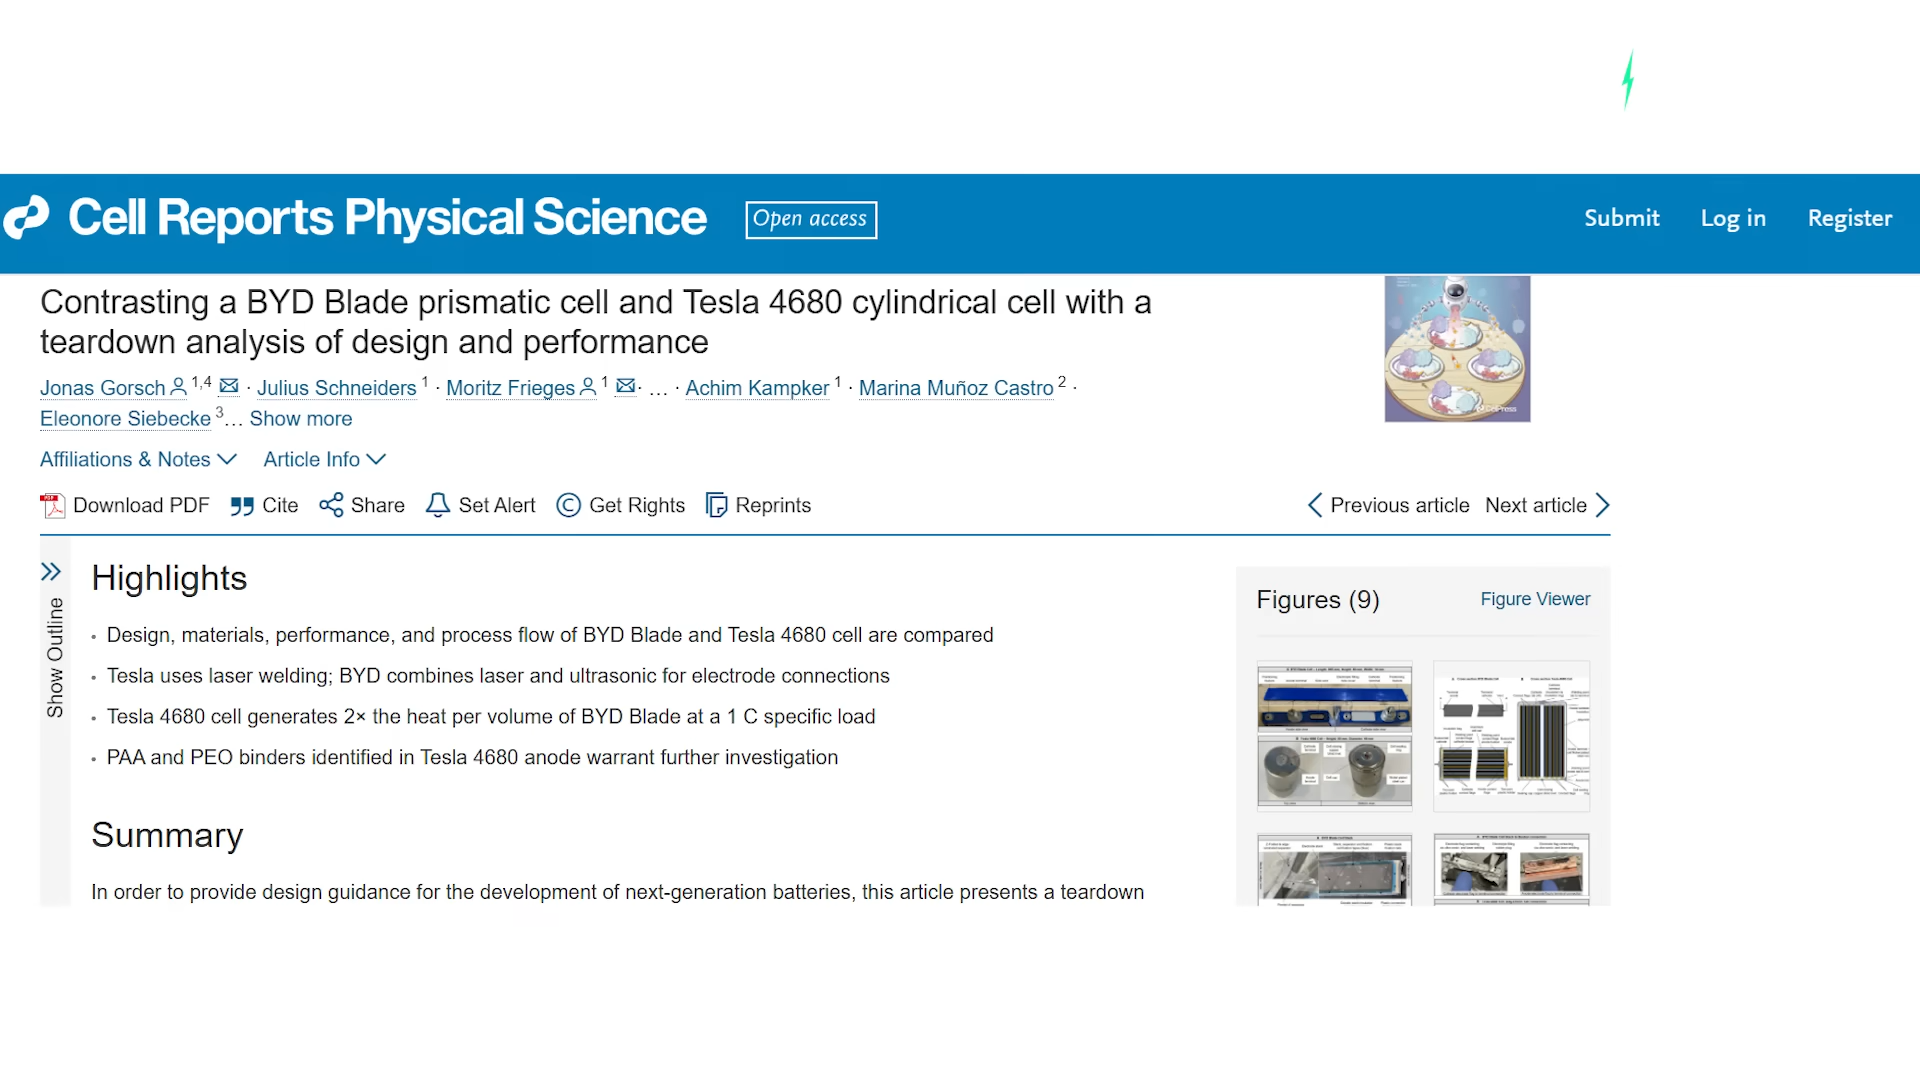 Cell Reports Physical Science
Open access
Submit Log in Register
Contrasting a BYD Blade prismatic cell and Tesla 4680 cylindrical cell with a
teardown analysis of design and performance
Jonas Gorsch 1,4 · Julius Schneiders 1 · Moritz Frieges 1 · … · Achim Kampker 1 · Marina Muñoz Castro 2 ·
Eleonore Siebecke 3… Show more
Affiliations & Notes Article Info
Download PDF Cite Share Set Alert Get Rights Reprints
Previous article Next article
Show Outline
Highlights
• Design, materials, performance, and process flow of BYD Blade and Tesla 4680 cell are compared
• Tesla uses laser welding; BYD combines laser and ultrasonic for electrode connections
• Tesla 4680 cell generates 2× the heat per volume of BYD Blade at a 1 C specific load
• PAA and PEO binders identified in Tesla 4680 anode warrant further investigation
Summary
In order to provide design guidance for the development of next-generation batteries, this article presents a teardown
Figures (9) Figure Viewer